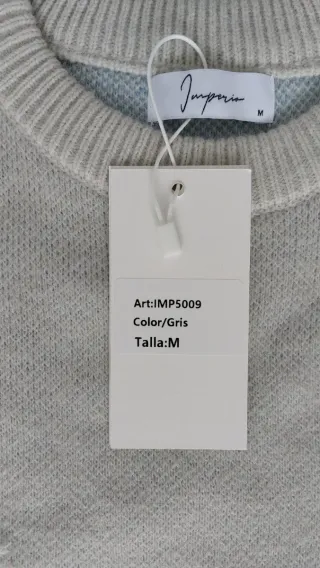 Imperio
M
Art:IMP5009
Color/Gris
Talla:M